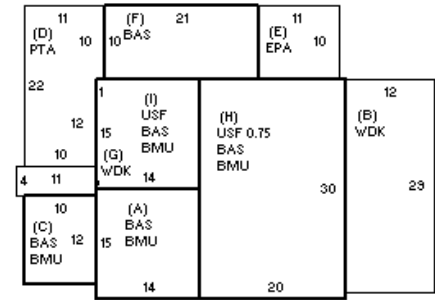 11
(D)
PTA
10
22
12
10
(F)
BAS
21
10
11
(E)
EPA
10
1
(I)
USF
BAS
BMU
15
14
(G)
WDK
(H)
USF 0.75
BAS
BMU
30
20
12
(B)
WDK
29
4
11
10
(C)
BAS
BMU
12
(A)
BAS
BMU
15
14